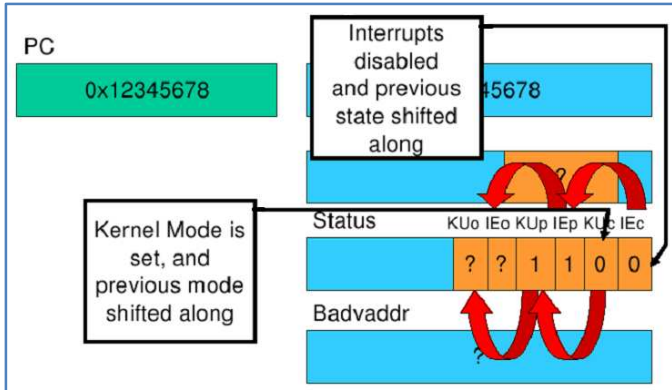 PC
0x12345678
Interrupts
disabled
and previous
state shifted
along
45678
?
Kernel Mode is
set, and
previous mode
shifted along
Status
KUo IEo KUp IEp KUc IEc
? ? 1 1 0 0
Badvaddr
?